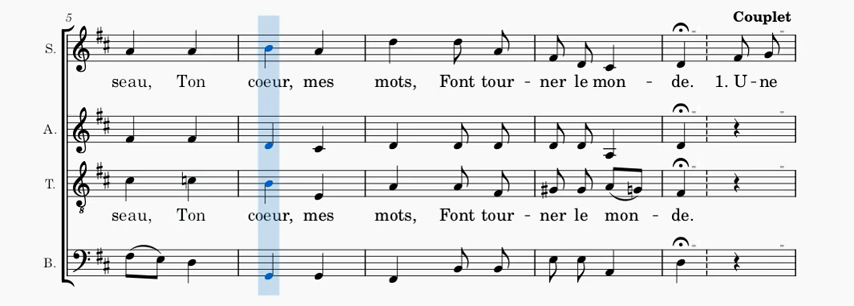 5
Couplet
S.
seau, Ton coeur, mes mots, Font tour - ner le mon - de. 1. U - ne
A.
T.
8
seau, Ton coeur, mes mots, Font tour - ner le mon - de.
B.